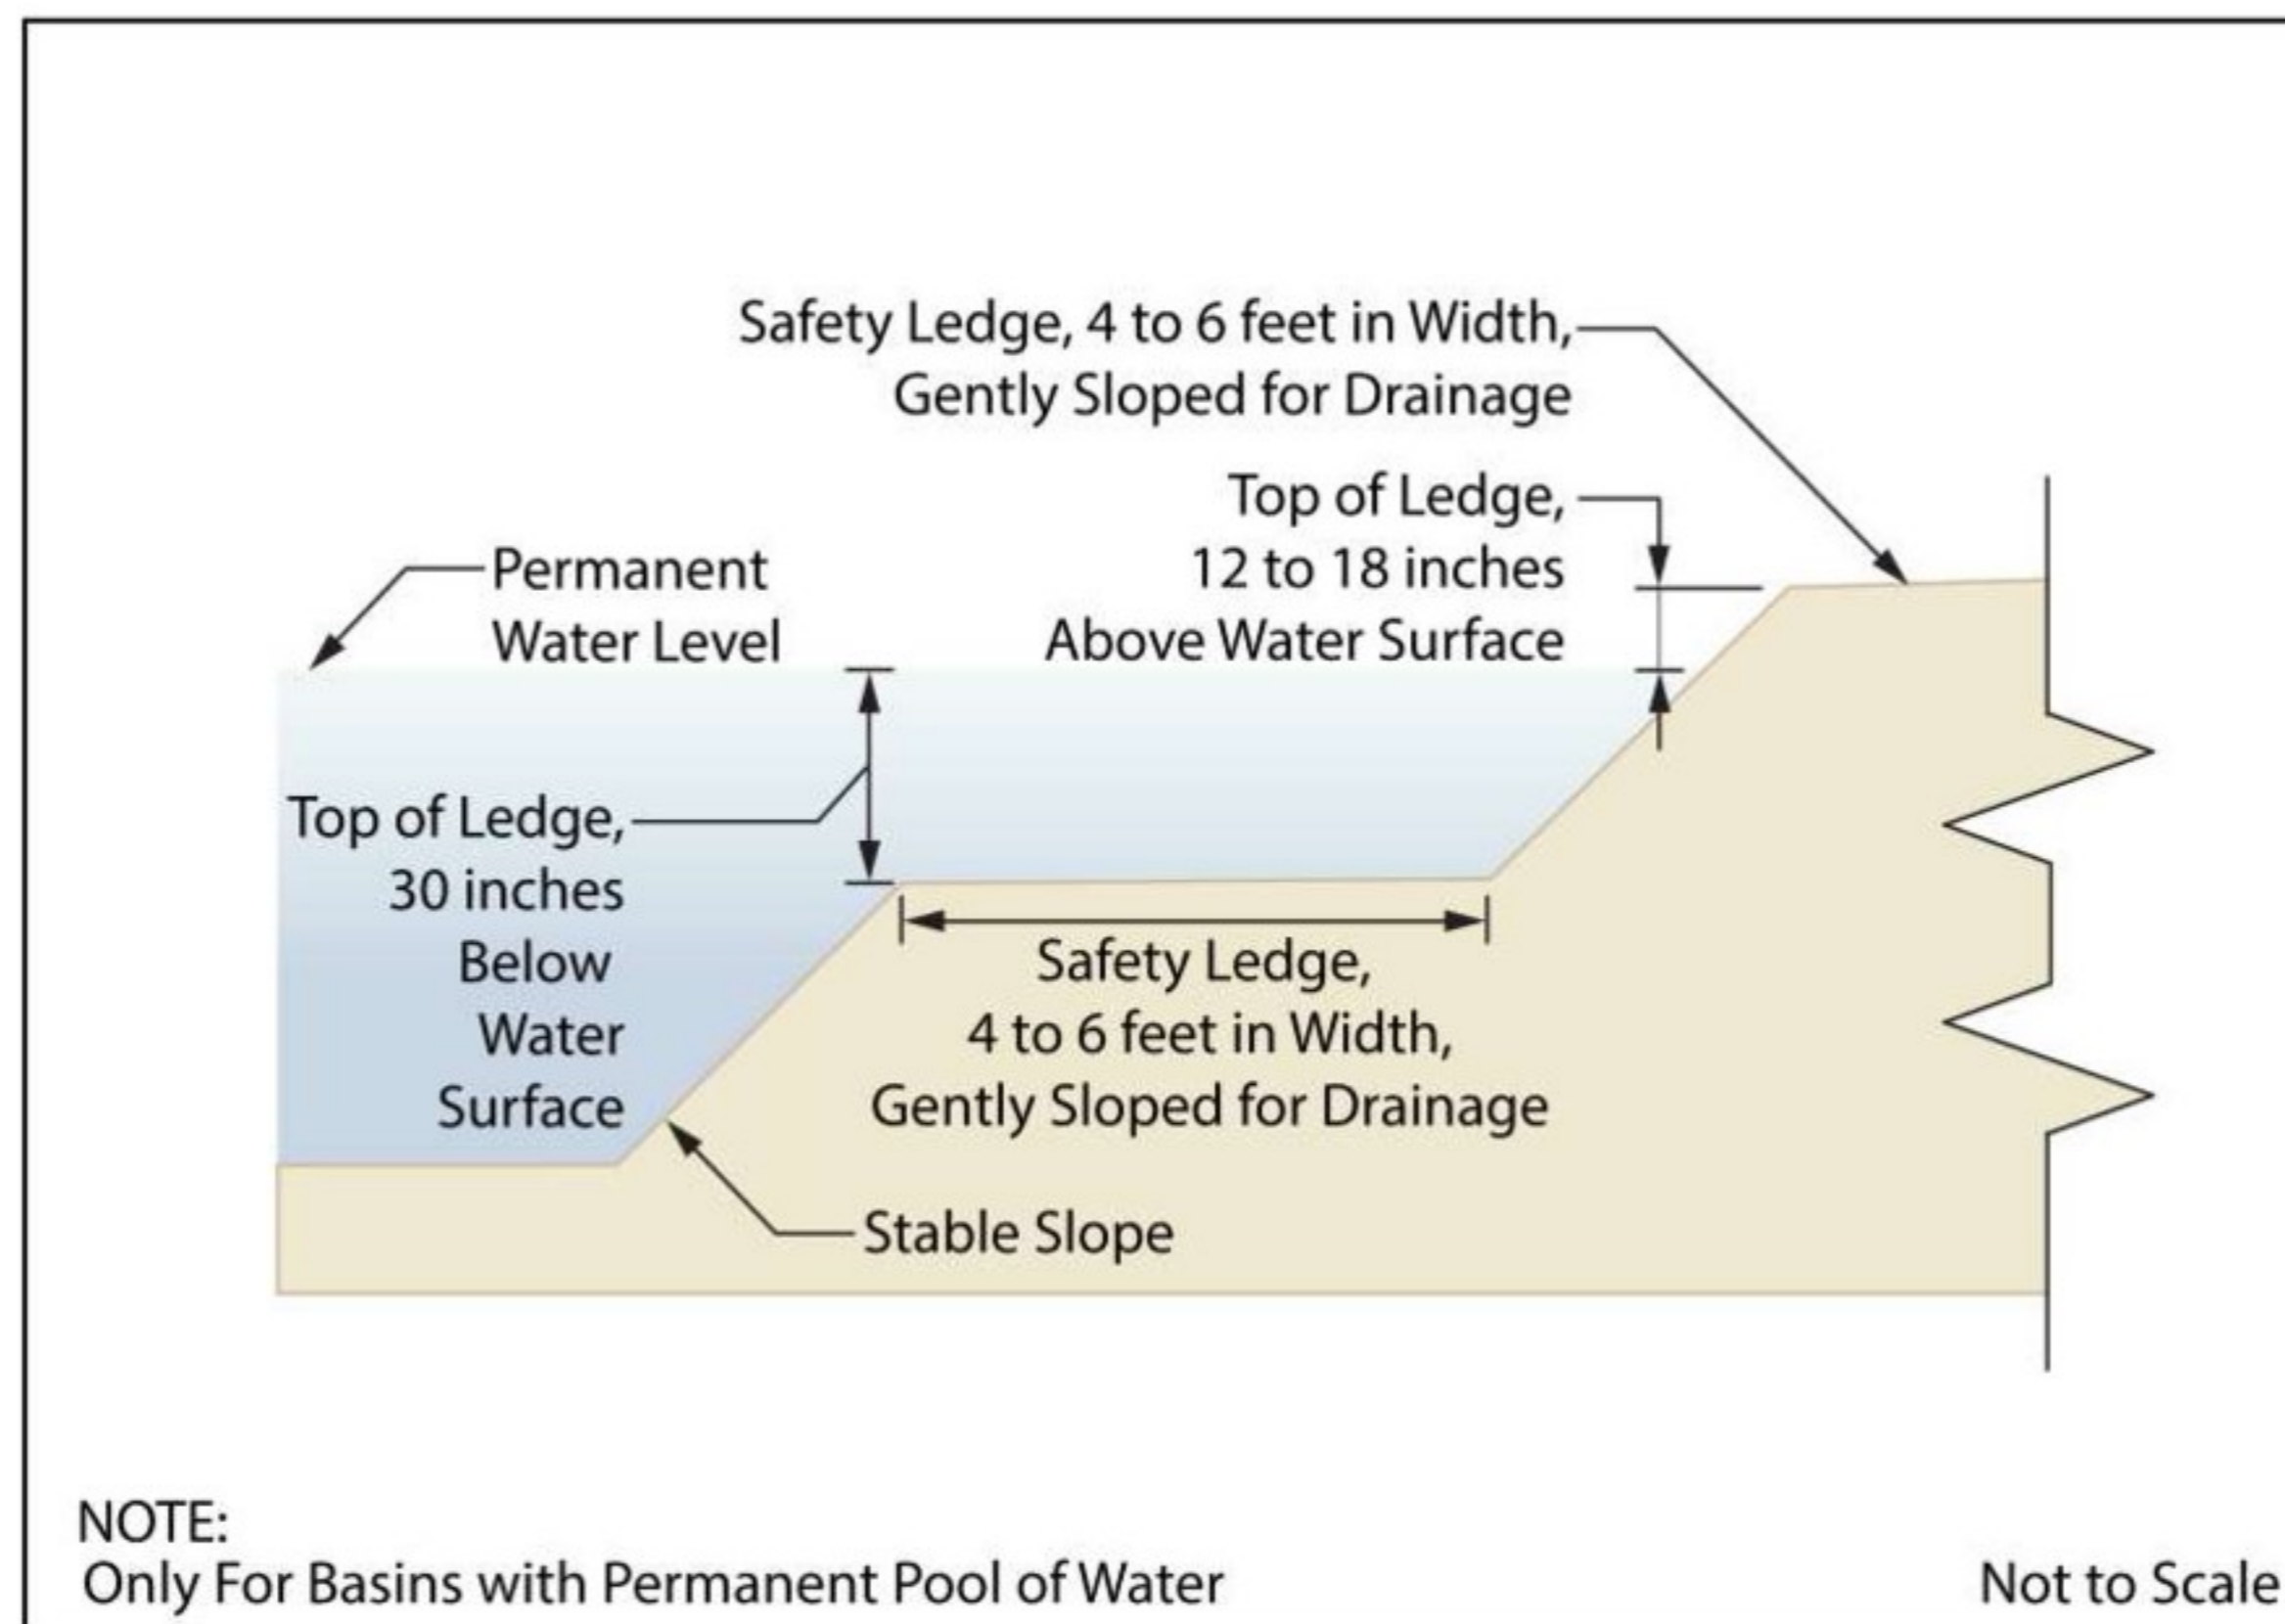 Safety Ledge, 4 to 6 feet in Width,
Gently Sloped for Drainage
Top of Ledge,
12 to 18 inches
Above Water Surface
Permanent
Water Level
Top of Ledge,
30 inches
Below
Water
Surface
Safety Ledge,
4 to 6 feet in Width,
Gently Sloped for Drainage
Stable Slope
NOTE:
Only For Basins with Permanent Pool of Water
Not to Scale